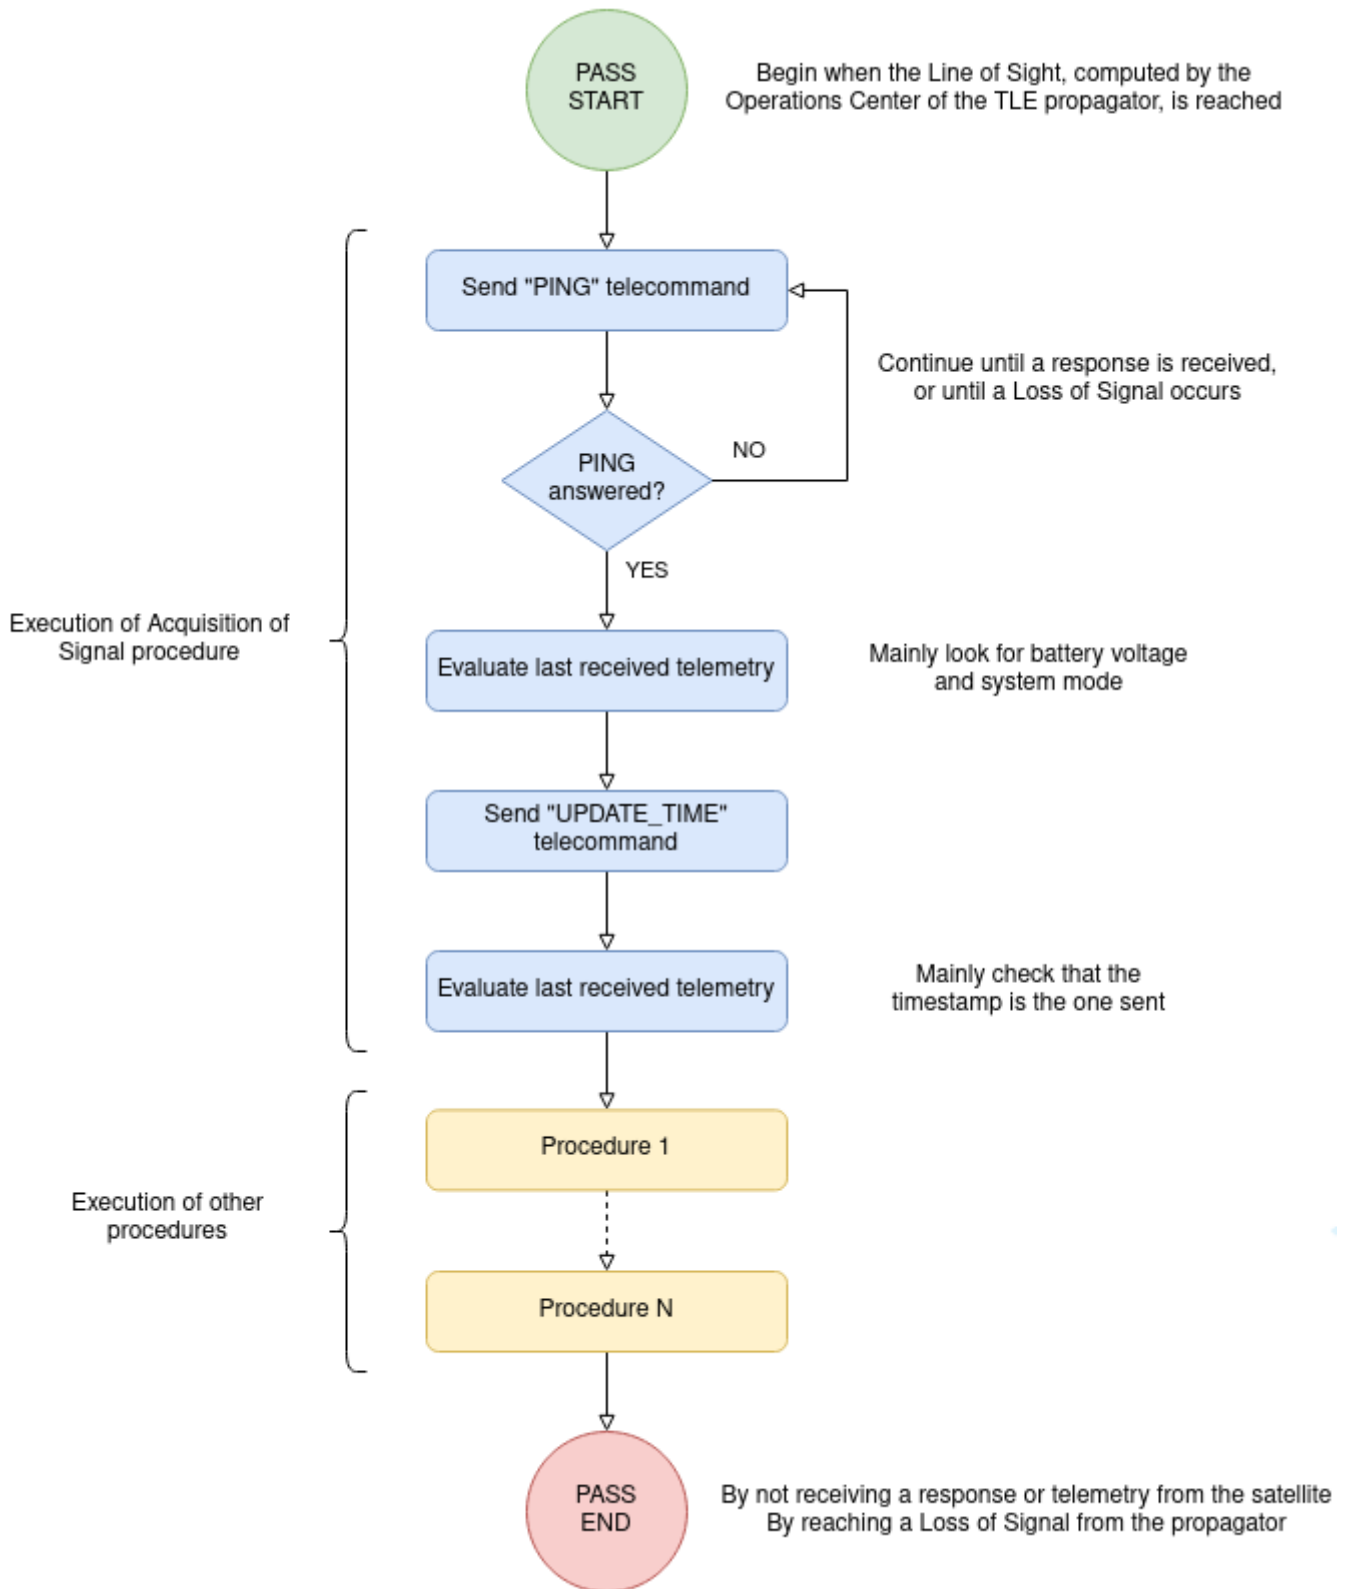 PASS
START
Begin when the Line of Sight, computed by the
Operations Center of the TLE propagator, is reached
Send "PING" telecommand
Continue until a response is received,
or until a Loss of Signal occurs
NO
PING
answered?
YES
Execution of Acquisition of
Signal procedure
Evaluate last received telemetry
Mainly look for battery voltage
and system mode
Send "UPDATE_TIME"
telecommand
Evaluate last received telemetry
Mainly check that the
timestamp is the one sent
Procedure 1
Execution of other
procedures
Procedure N
PASS
END
By not receiving a response or telemetry from the satellite
By reaching a Loss of Signal from the propagator